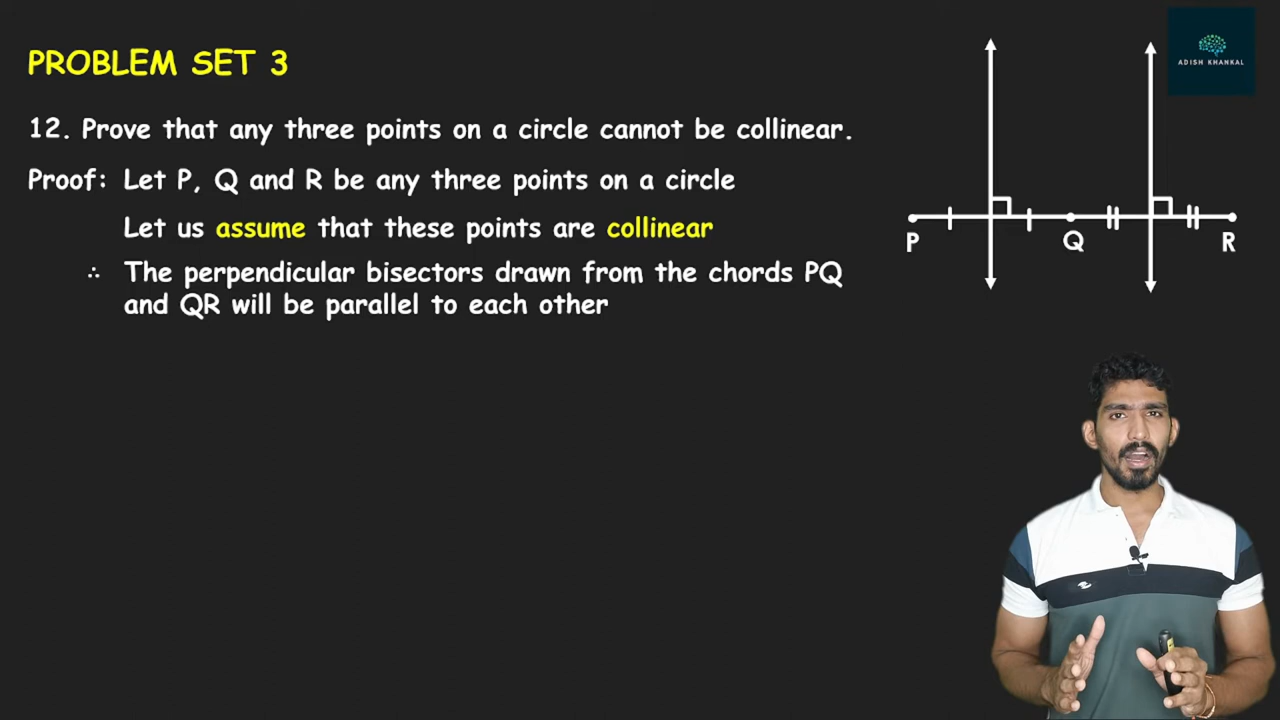 PROBLEM SET 3
ADISH KHANKAL
12. Prove that any three points on a circle cannot be collinear.
Proof: Let P, Q and R be any three points on a circle
Let us assume that these points are collinear
∴ The perpendicular bisectors drawn from the chords PQ
and QR will be parallel to each other
P Q R